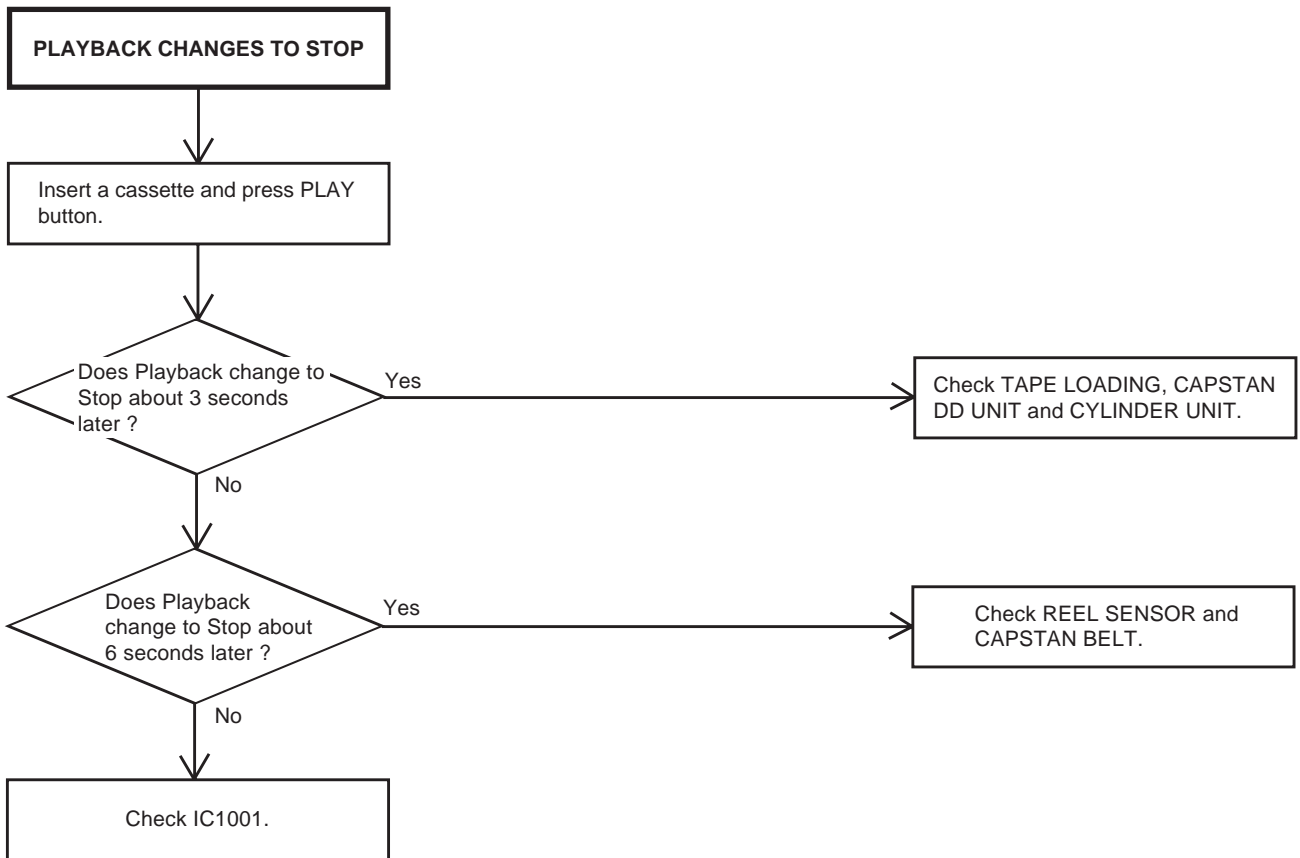 PLAYBACK CHANGES TO STOP
Insert a cassette and press PLAY
button.
Does Playback change to
Stop about 3 seconds
later ?
Yes
Check TAPE LOADING, CAPSTAN
DD UNIT and CYLINDER UNIT.
No
Does Playback
change to Stop about
6 seconds later ?
Yes
Check REEL SENSOR and
CAPSTAN BELT.
No
Check IC1001.